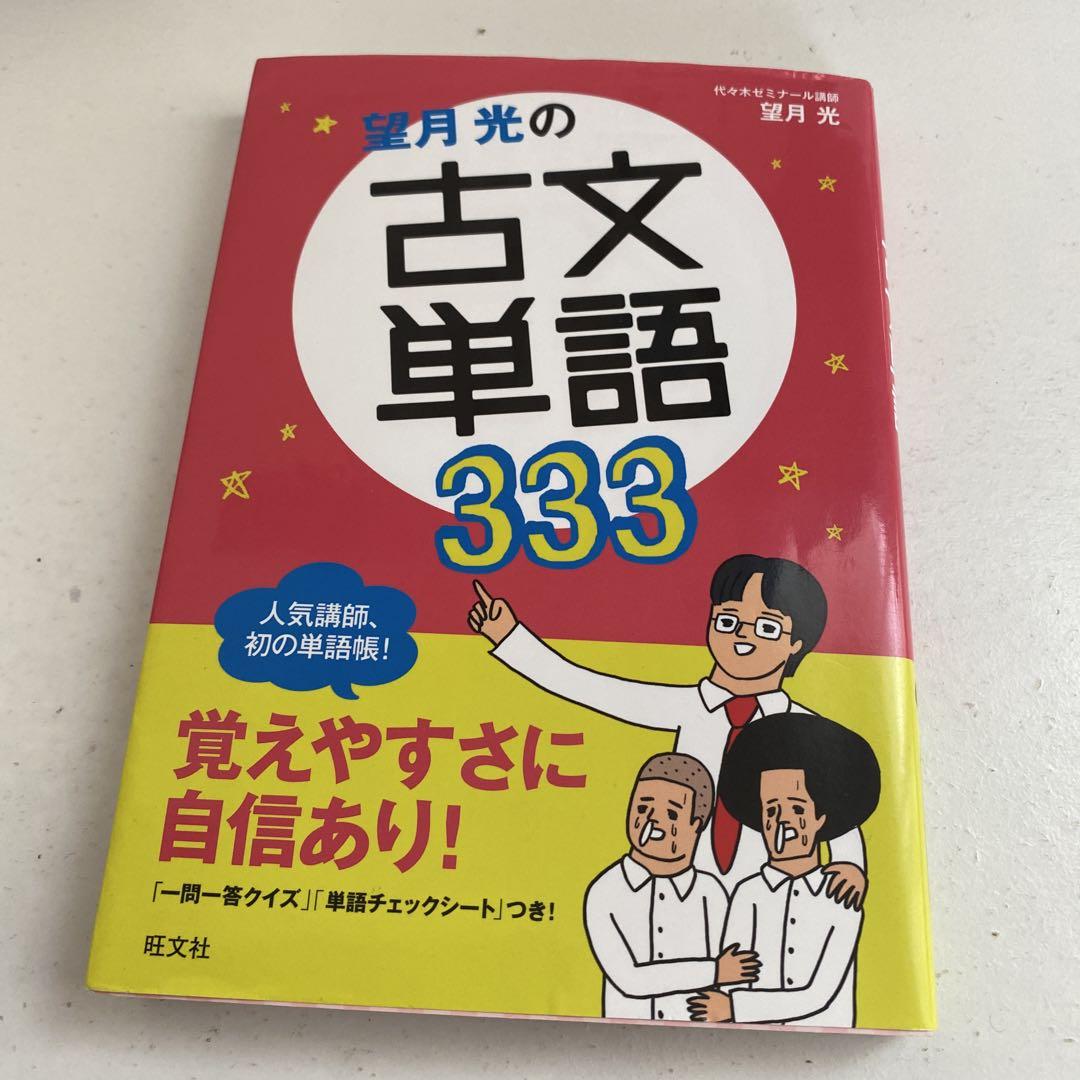 代々木ゼミナール講師
望月 光
望月 光の
古文
単語
333
人気講師、
初の単語帳!
覚えやすさに
自信あり!
「一問一答クイズ」「単語チェックシート」つき!
旺文社